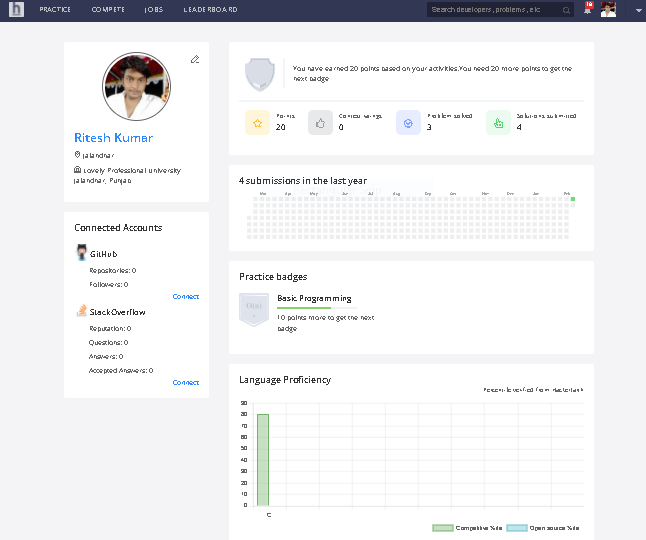 h PRACTICE COMPETE JOBS LEADERBOARD Search developers, problems, etc
Ritesh Kumar
Jalandhar
Lovely Professional University
Jalandhar, Punjab
Connected Accounts
GitHub
Repositories: 0
Followers: 0
Connect
StackOverflow
Reputation: 0
Questions: 0
Answers: 0
Accepted Answers: 0
Connect
You have earned 20 points based on your activities.You need 20 more points to get the
next badge
Points
20
Contest ratings
0
Problem solved
3
Solutions submitted
4
4 submissions in the last year
Mar Apr May Jun Jul Aug Sep Oct Nov Dec Jan Feb
Practice badges
Basic Programming
10 points more to get the next
badge
Language Proficiency
Percentile verified from HackerRank
90
80
70
60
50
40
30
20
10
0
C
Competitive %ile Open source %ile